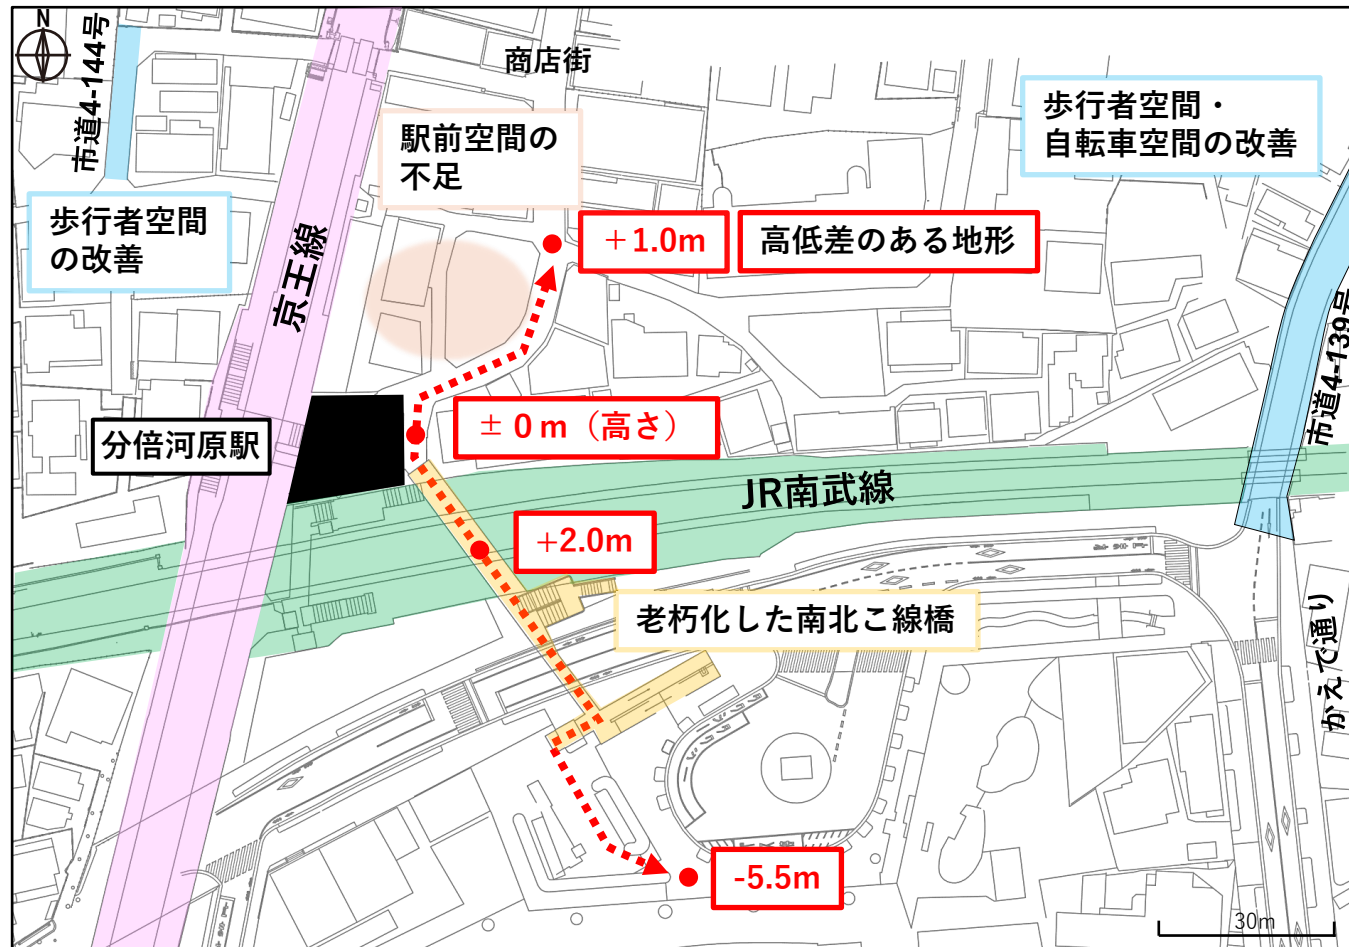 N
市道4-144号
商店街
歩行者空間・
自転車空間の改善
駅前空間の
不足
歩行者空間
の改善
＋1.0m
高低差のある地形
京王線
市道4-139号
±０ｍ（高さ）
分倍河原駅
JR南武線
+2.0m
老朽化した南北こ線橋
かえで通り
-5.5m
30m